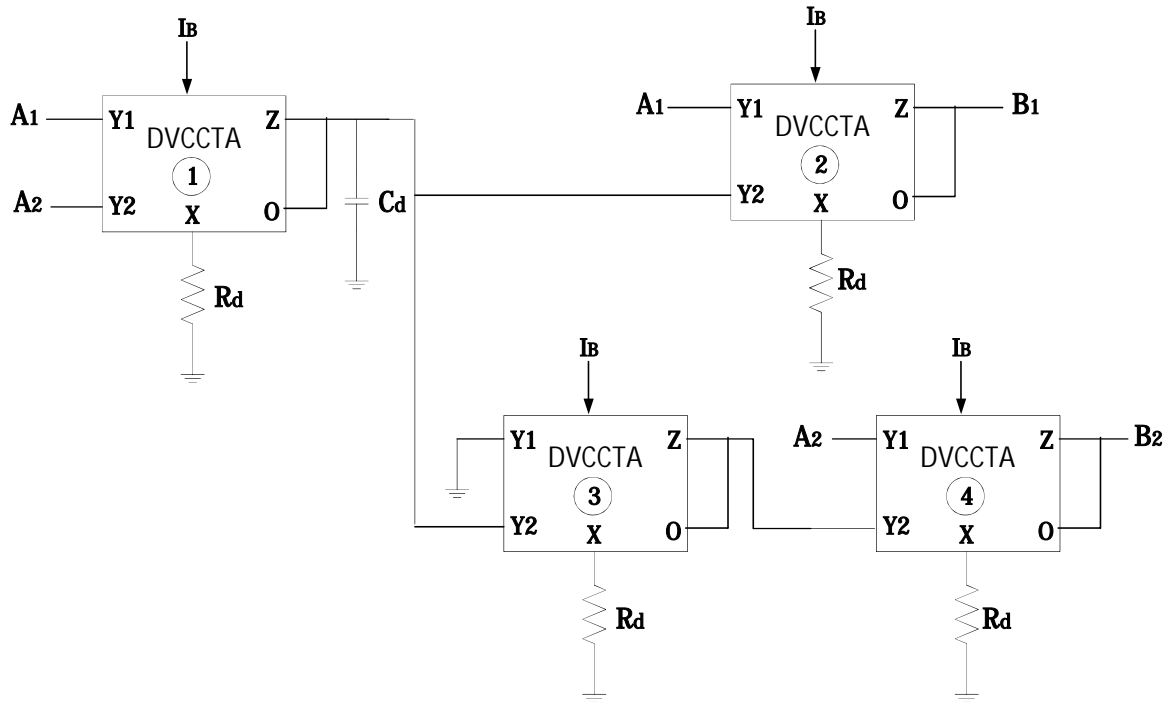 IB
A1 Y1 Z
DVCCTA
1
A2 Y2 X O
Cd
Rd
IB
A1 Y1 Z B1
DVCCTA
2
Y2 X O
Rd
IB
Y1 Z
DVCCTA
3
Y2 X O
Rd
IB
A2 Y1 Z B2
DVCCTA
4
Y2 X O
Rd